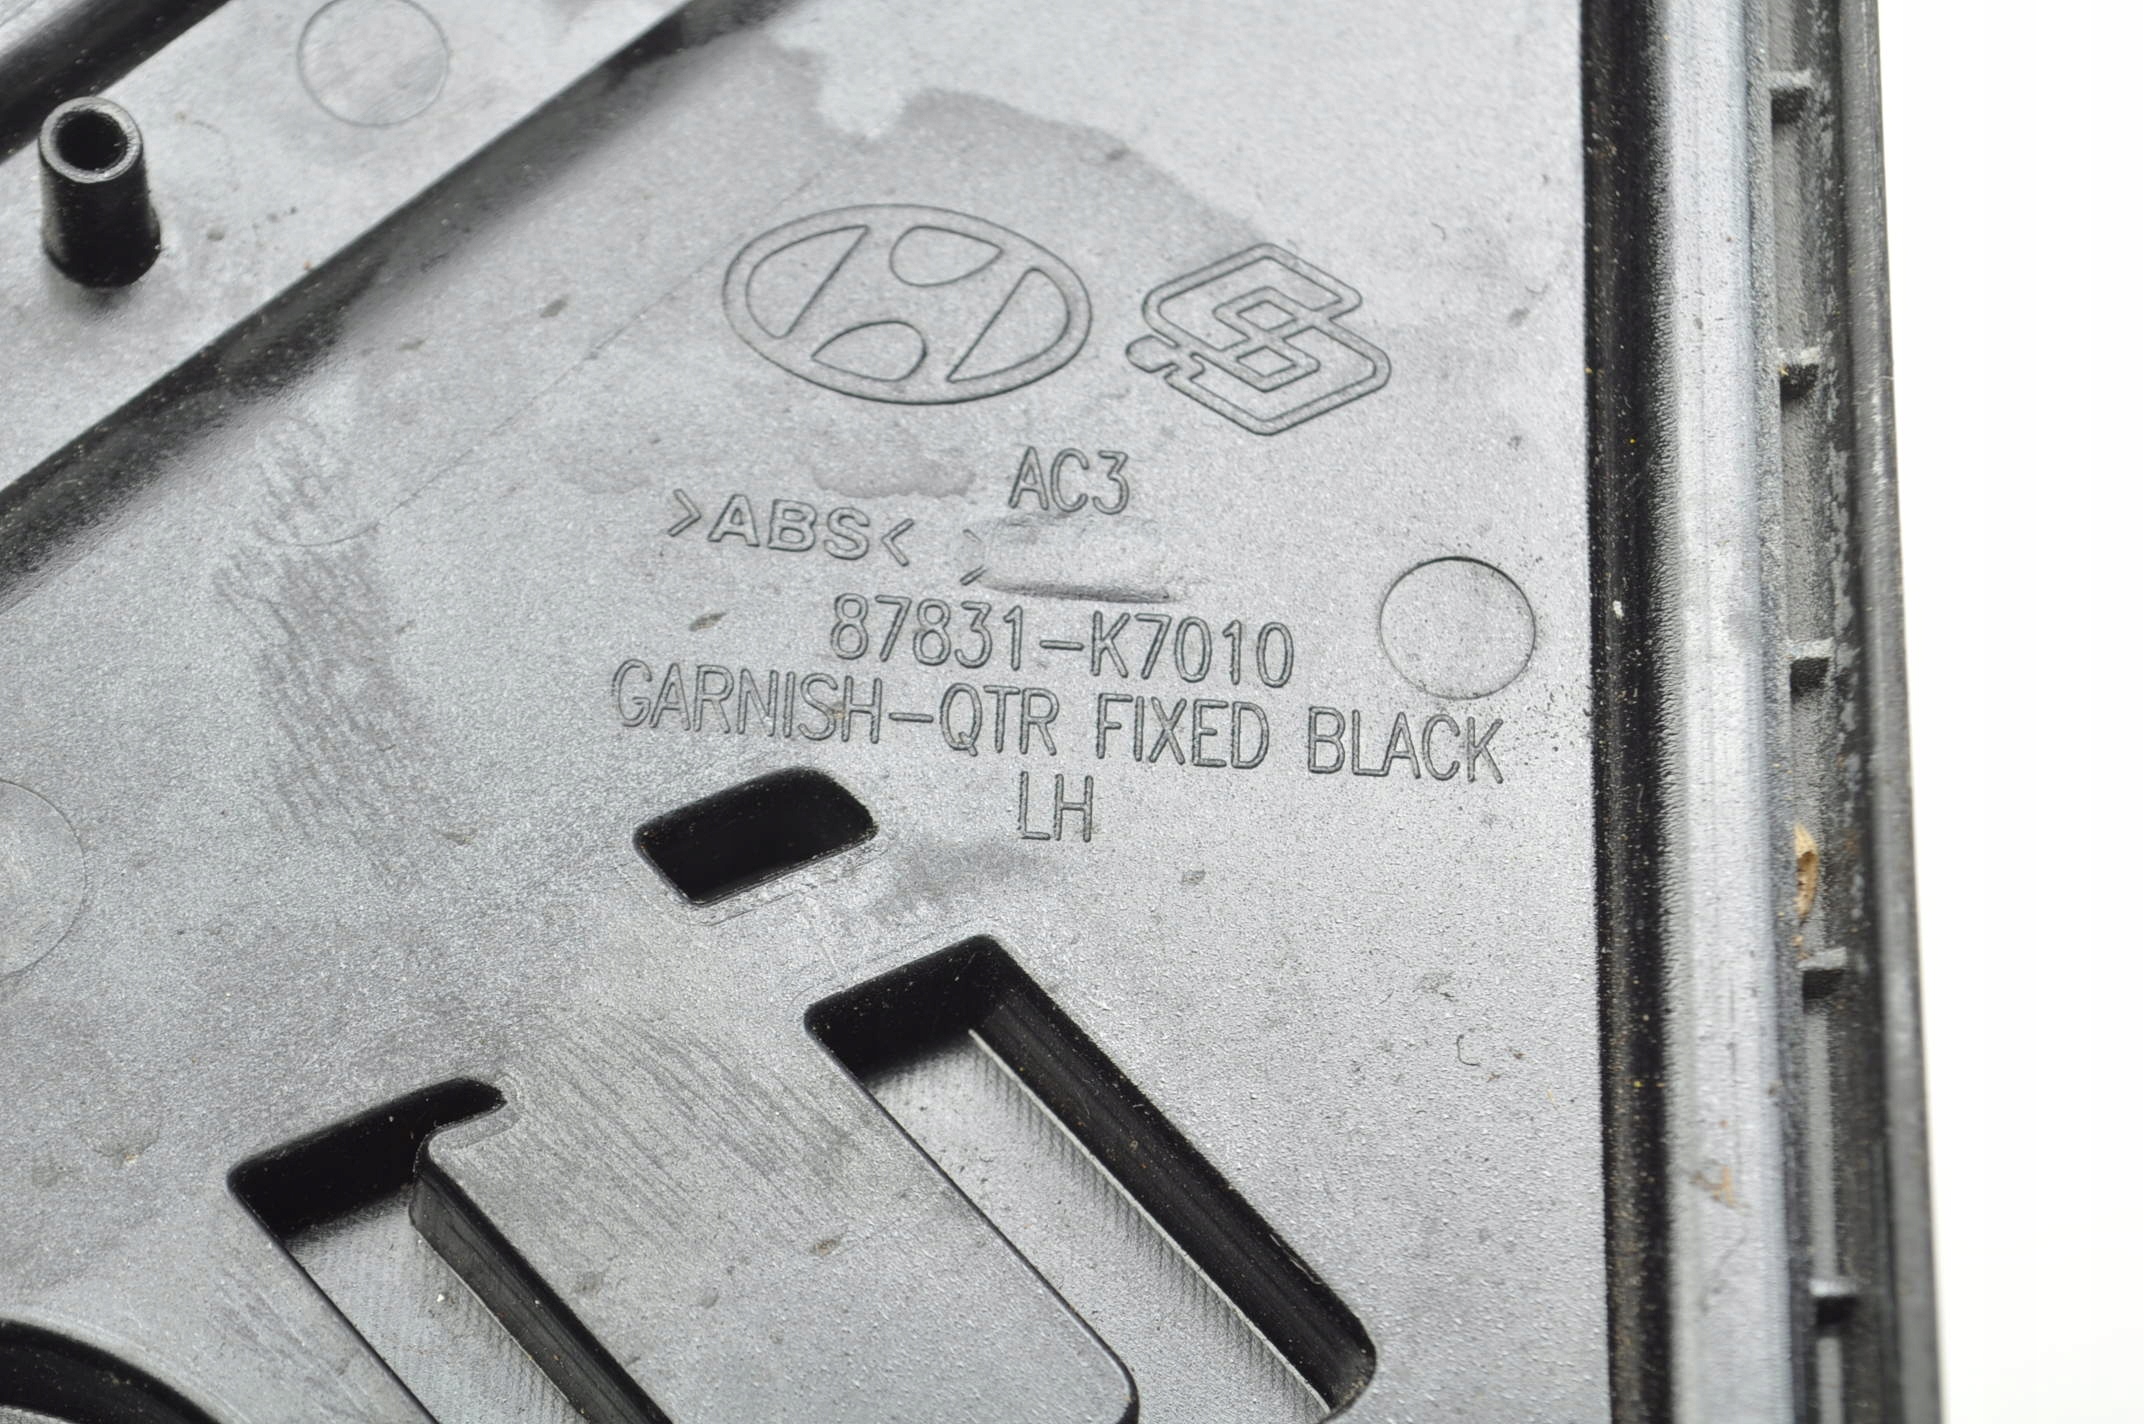 AC3
>ABS<
87831-K7010
GARNISH-QTR FIXED BLACK
LH